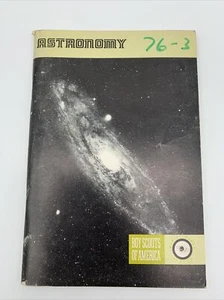 ASTRONOMY
76-3
BOY SCOUTS
OF AMERICA